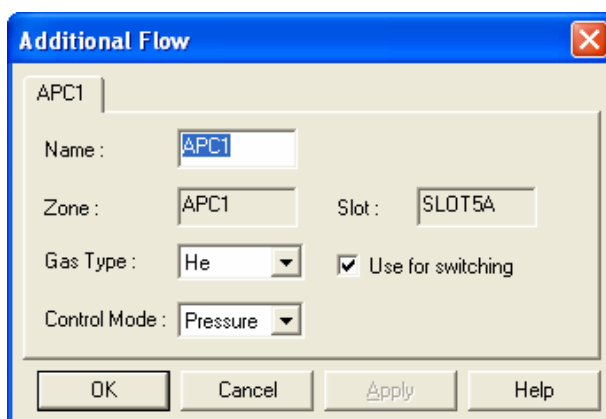 Additional Flow
APC1
Name : APC1
Zone : APC1 Slot : SLOT5A
Gas Type : He Use for switching
Control Mode : Pressure
OK Cancel Apply Help